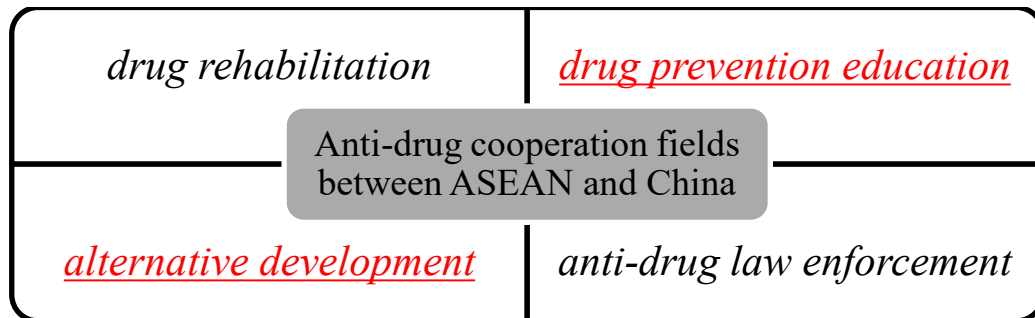 drug rehabilitation
drug prevention education
Anti-drug cooperation fields
between ASEAN and China
alternative development
anti-drug law enforcement